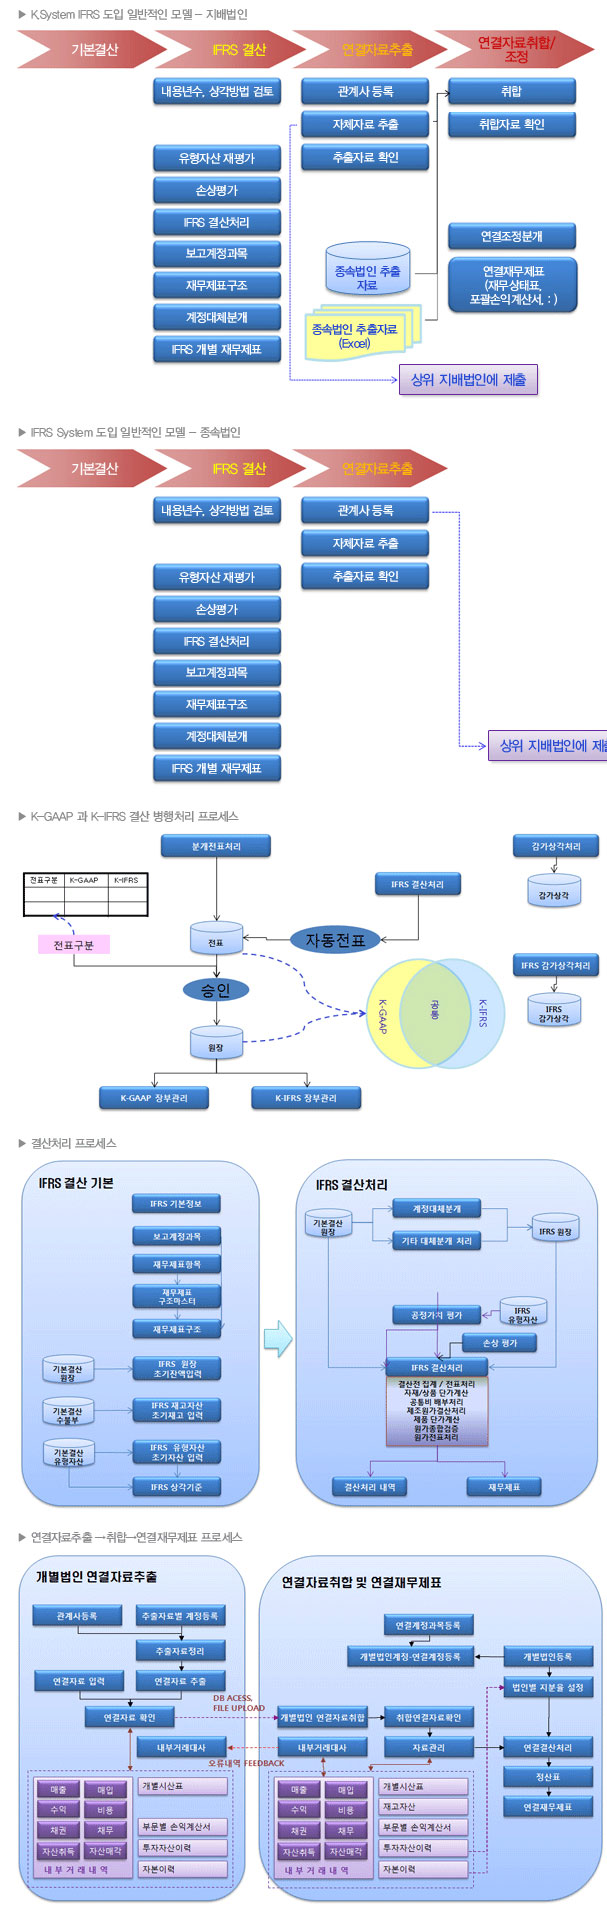 ▶ K.System IFRS 도입 일반적인 모델 - 지배법인
기본결산
IFRS 결산
연결자료추출
연결자료취합/
조정
내용년수, 상각방법 검토
관계사 등록
취합
자체자료 추출
취합자료 확인
유형자산 재평가
추출자료 확인
손상평가
IFRS 결산처리
연결조정분개
보고계정과목
종속법인 추출
자료
연결재무제표
(재무상태표,
포괄손익계산서, : )
재무제표구조
계정대체분개
종속법인 추출자료
(Excel)
IFRS 개별 재무제표
상위 지배법인에 제출
▶ IFRS System 도입 일반적인 모델 - 종속법인
기본결산
IFRS 결산
연결자료추출
내용년수, 상각방법 검토
관계사 등록
자체자료 추출
유형자산 재평가
추출자료 확인
손상평가
IFRS 결산처리
보고계정과목
재무제표구조
계정대체분개
상위 지배법인에 제출
IFRS 개별 재무제표
▶ K-GAAP 과 K-IFRS 결산 병행처리 프로세스
분개전표처리
감가상각처리
전표구분
K-GAAP
K-IFRS
IFRS 결산처리
감가상각
전표구분
전표
자동전표
IFRS 감가상각처리
승인
K-GAAP
공통
K-IFRS
IFRS
감가상각
원장
K-GAAP 장부관리
K-IFRS 장부관리
▶ 결산처리 프로세스
IFRS 결산 기본
IFRS 기본정보
보고계정과목
재무제표항목
재무제표
구조마스터
재무제표구조
기본결산
원장
IFRS 원장
초기잔액입력
기본결산
수불부
IFRS 재고자산
초기재고 입력
기본결산
유형자산
IFRS 유형자산
초기자산 입력
IFRS 상각기준
IFRS 결산처리
기본결산
원장
계정대체분개
기타 대체분개 처리
IFRS 원장
공정가치 평가
IFRS
유형자산
손상 평가
IFRS 결산처리
결산전 집계 / 전표처리
자재/상품 단가계산
공통비 배부처리
제조원가결산처리
제품 단가계산
원가종합검증
원가전표처리
결산처리 내역
재무제표
▶ 연결자료추출→취합→연결재무제표 프로세스
개별법인 연결자료추출
관계사등록
추출자료별 계정등록
추출자료정리
연결자료 입력
연결자료 추출
연결자료 확인
내부거래대사
매출
매입
수익
비용
채권
채무
자산취득
자산매각
내부거래내역
개별시산표
부문별 손익계산서
투자자산이력
자본이력
DB ACESS,
FILE UPLOAD
오류내역 FEEDBACK
연결자료취합 및 연결재무제표
연결계정과목등록
개별법인계정-연결계정등록
개별법인등록
법인별 지분율 설정
개별법인 연결자료취합
취합연결자료확인
내부거래대사
자료관리
연결결산처리
정산표
연결재무제표
매출
매입
수익
비용
채권
채무
자산취득
자산매각
내부거래내역
개별시산표
재고자산
부문별 손익계산서
투자자산이력
자본이력